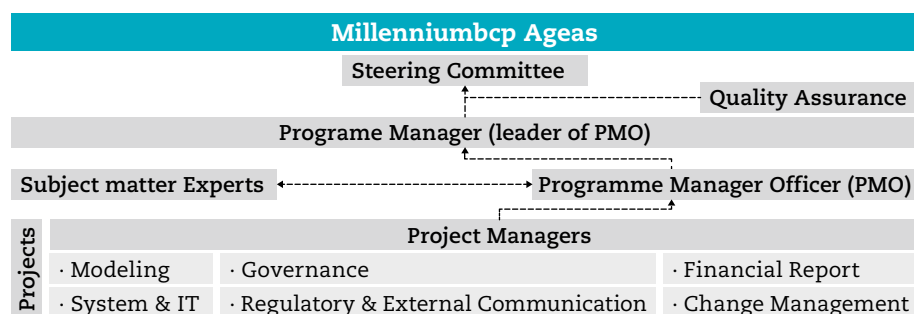 Millenniumbcp Ageas
Steering Committee
Quality Assurance
Programe Manager (leader of PMO)
Subject matter Experts
Programme Manager Officer (PMO)
Projects
Project Managers
· Modeling
· Governance
· Financial Report
· System & IT
· Regulatory & External Communication
· Change Management